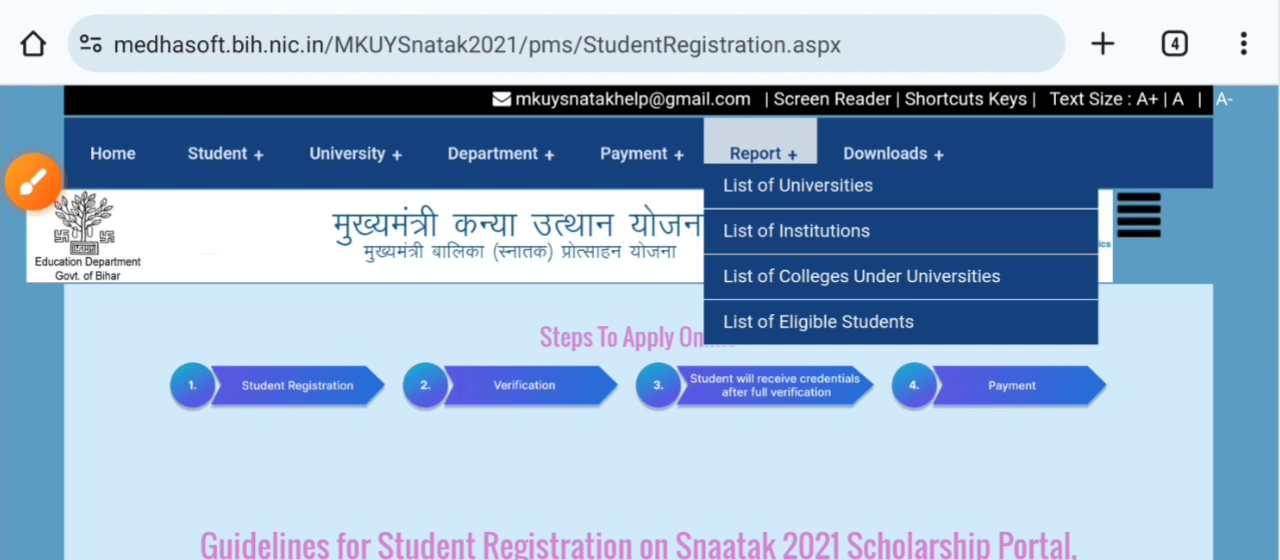 medhasoft.bih.nic.in/MKUYSnatak2021/pms/StudentRegistration.aspx
4
mkuysnatakhelp@gmail.com | Screen Reader | Shortcuts Keys | Text Size : A+ | A | A-
Home Student + University + Department + Payment + Report + Downloads +
List of Universities
List of Institutions
List of Colleges Under Universities
List of Eligible Students
मुख्यमंत्री कन्या उत्थान योजन
मुख्यमंत्री बालिका (स्नातक) प्रोत्साहन योजना
Education Department
Govt. of Bihar
ics
Steps To Apply On
1. Student Registration
2. Verification
3. Student will receive credentials
after full verification
4. Payment
Guidelines for Student Registration on Snaatak 2021 Scholarship Portal,